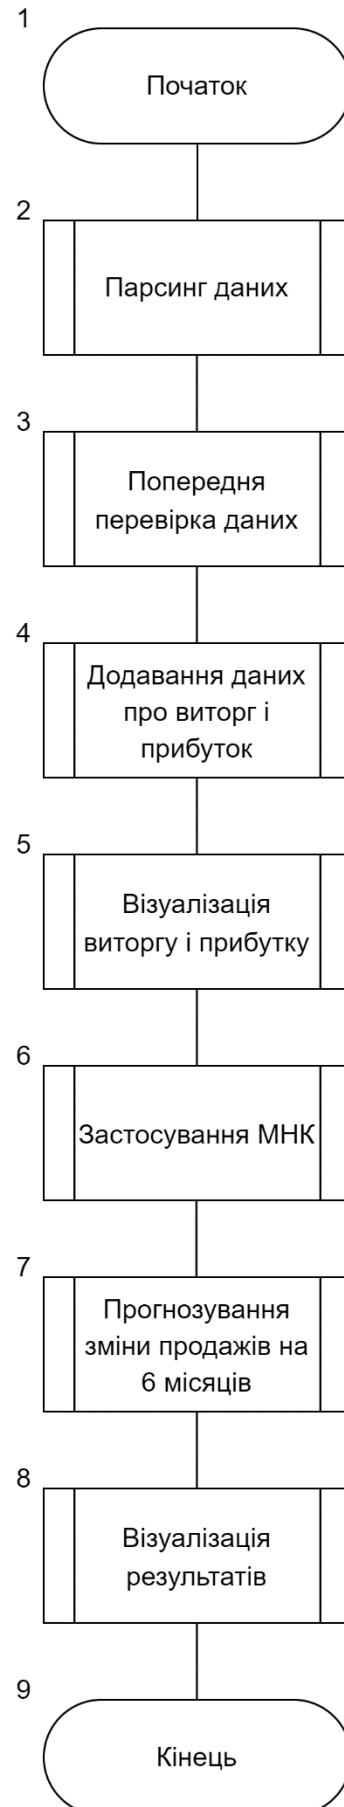 1
Початок
2
Парсинг даних
3
Попередня
перевірка даних
4
Додавання даних
про виторг і
прибуток
5
Візуалізація
виторгу і прибутку
6
Застосування МНК
7
Прогнозування
зміни продажів на
6 місяців
8
Візуалізація
результатів
9
Кінець